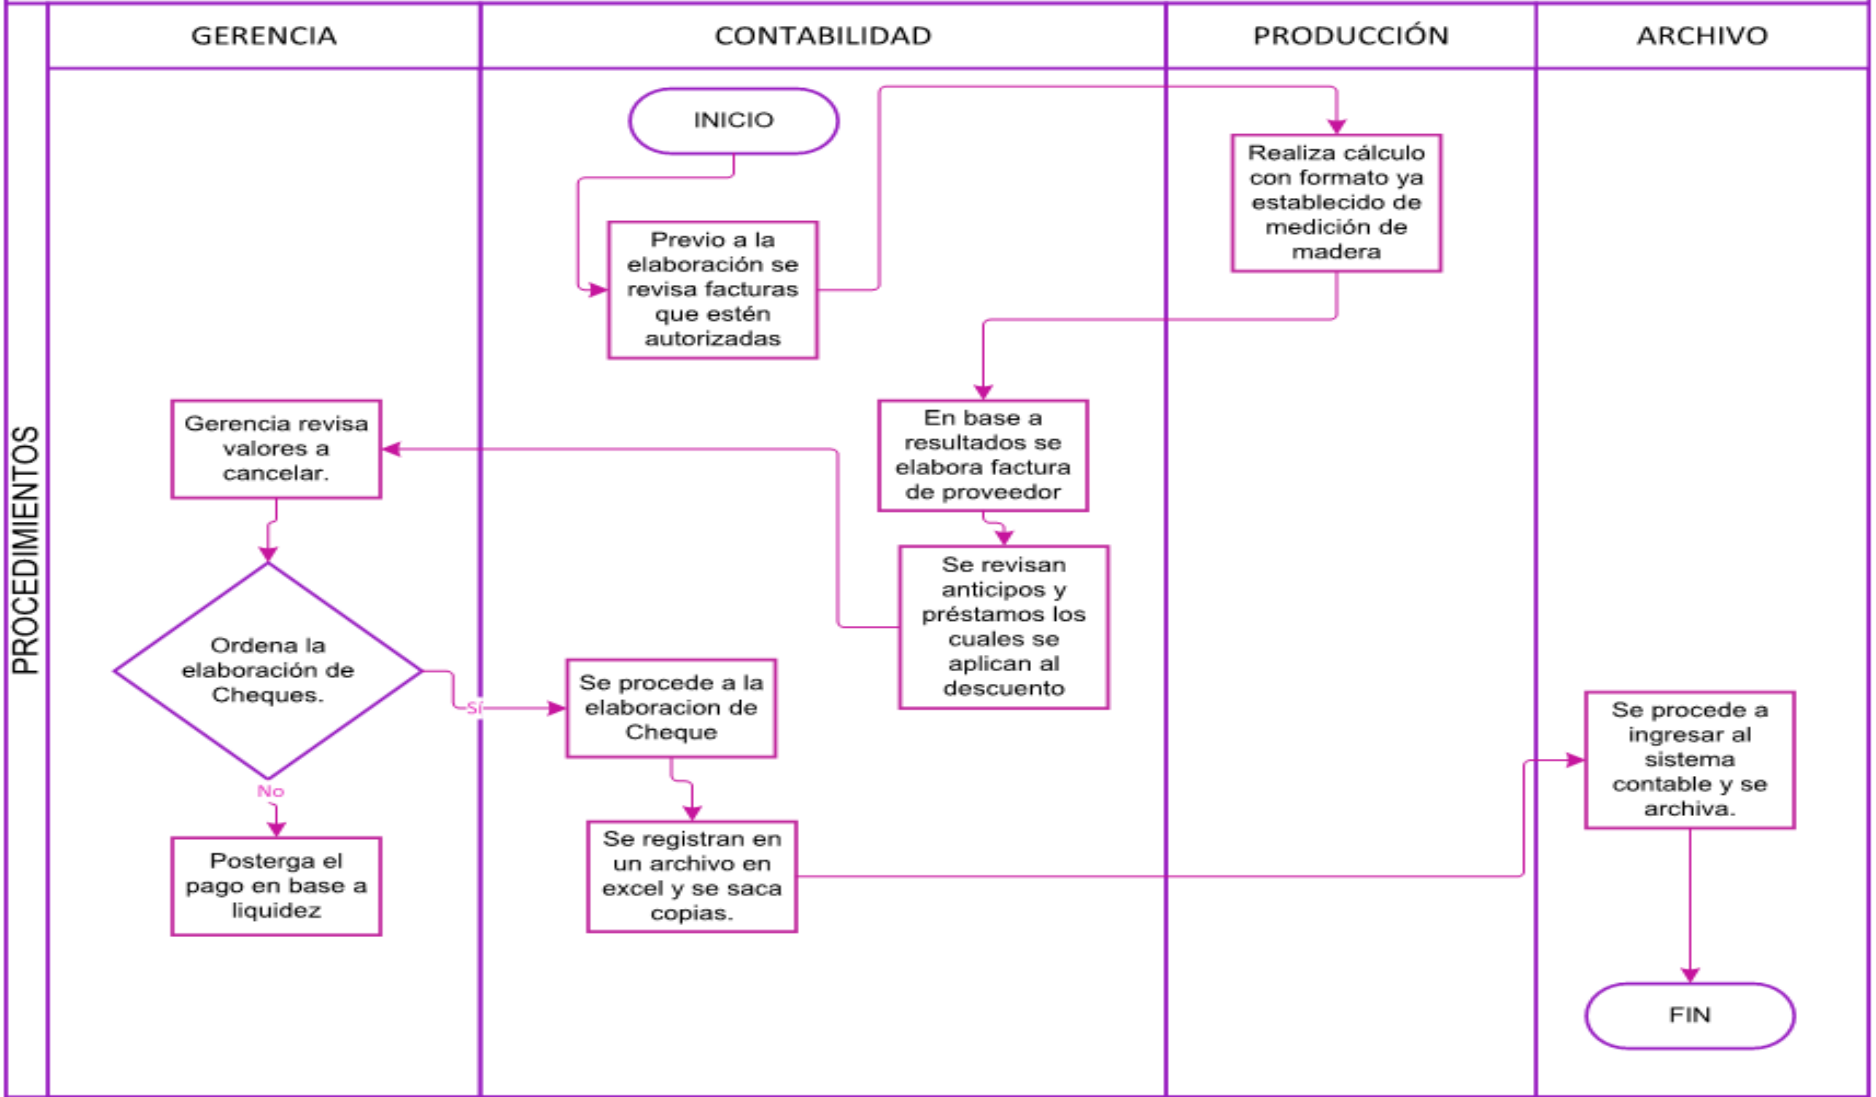 GERENCIA
CONTABILIDAD
PRODUCCIÓN
ARCHIVO
PROCEDIMIENTOS
INICIO
Previo a la
elaboración se
revisa facturas
que estén
autorizadas
Realiza cálculo
con formato ya
establecido de
medición de
madera
En base a
resultados se
elabora factura
de proveedor
Se revisan
anticipos y
préstamos los
cuales se
aplican al
descuento
Gerencia revisa
valores a
cancelar.
Ordena la
elaboración de
Cheques.
Sí
No
Posterga el
pago en base a
liquidez
Se procede a la
elaboracion de
Cheque
Se registran en
un archivo en
excel y se saca
copias.
Se procede a
ingresar al
sistema
contable y se
archiva.
FIN